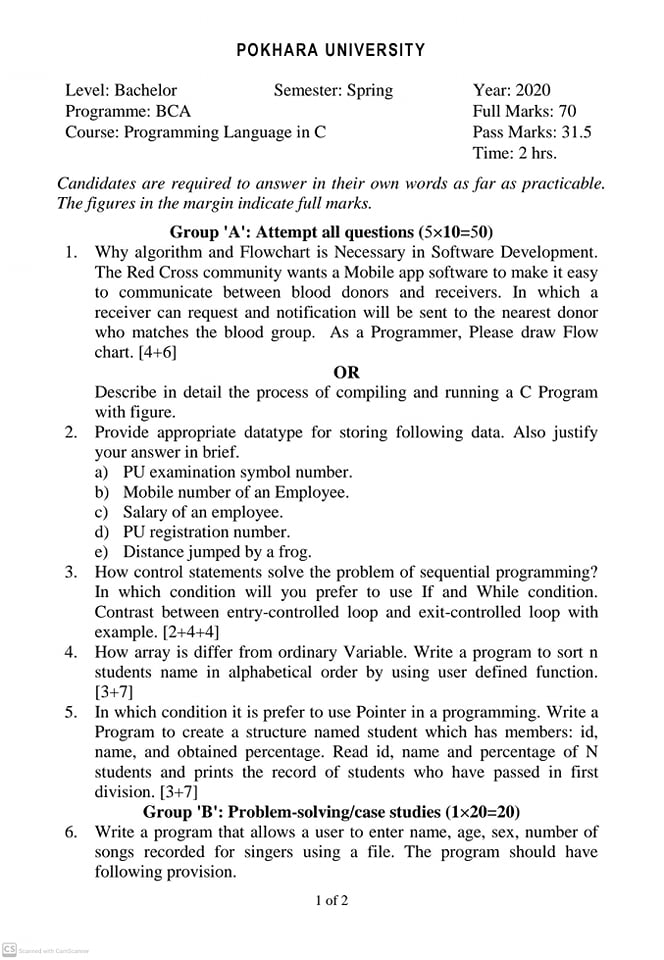 POKHARA UNIVERSITY
Level: Bachelor Semester: Spring Year: 2020
Programme: BCA Full Marks: 70
Course: Programming Language in C Pass Marks: 31.5
Time: 2 hrs.
Candidates are required to answer in their own words as far as practicable.
The figures in the margin indicate full marks.
Group 'A': Attempt all questions (5×10=50)
1. Why algorithm and Flowchart is Necessary in Software Development.
The Red Cross community wants a Mobile app software to make it easy
to communicate between blood donors and receivers. In which a
receiver can request and notification will be sent to the nearest donor
who matches the blood group. As a Programmer, Please draw Flow
chart. [4+6]
OR
Describe in detail the process of compiling and running a C Program
with figure.
2. Provide appropriate datatype for storing following data. Also justify
your answer in brief.
a) PU examination symbol number.
b) Mobile number of an Employee.
c) Salary of an employee.
d) PU registration number.
e) Distance jumped by a frog.
3. How control statements solve the problem of sequential programming?
In which condition will you prefer to use If and While condition.
Contrast between entry-controlled loop and exit-controlled loop with
example. [2+4+4]
4. How array is differ from ordinary Variable. Write a program to sort n
students name in alphabetical order by using user defined function.
[3+7]
5. In which condition it is prefer to use Pointer in a programming. Write a
Program to create a structure named student which has members: id,
name, and obtained percentage. Read id, name and percentage of N
students and prints the record of students who have passed in first
division. [3+7]
Group 'B': Problem-solving/case studies (1×20=20)
6. Write a program that allows a user to enter name, age, sex, number of
songs recorded for singers using a file. The program should have
following provision.
1 of 2
CS Scanned with CamScanner